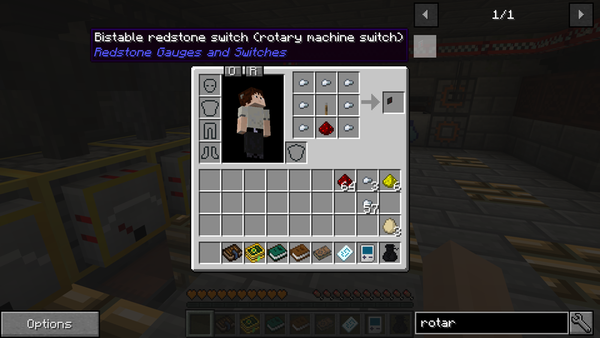 1/1
Bistable redstone switch (rotary machine switch)
Redstone Gauges and Switches
O R
64 3 6
57
3
Options
rotar